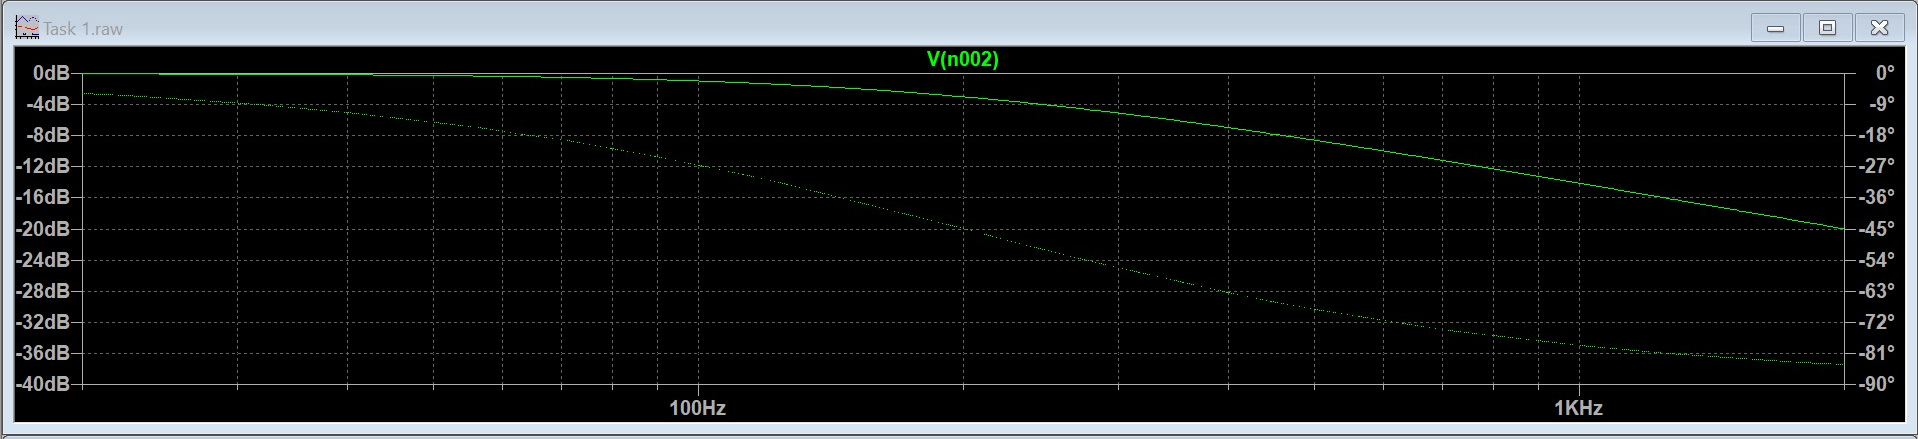 Task 1.raw
V(n002)
0dB 0°
-4dB -9°
-8dB -18°
-12dB -27°
-16dB -36°
-20dB -45°
-24dB -54°
-28dB -63°
-32dB -72°
-36dB -81°
-40dB -90°
100Hz 1KHz